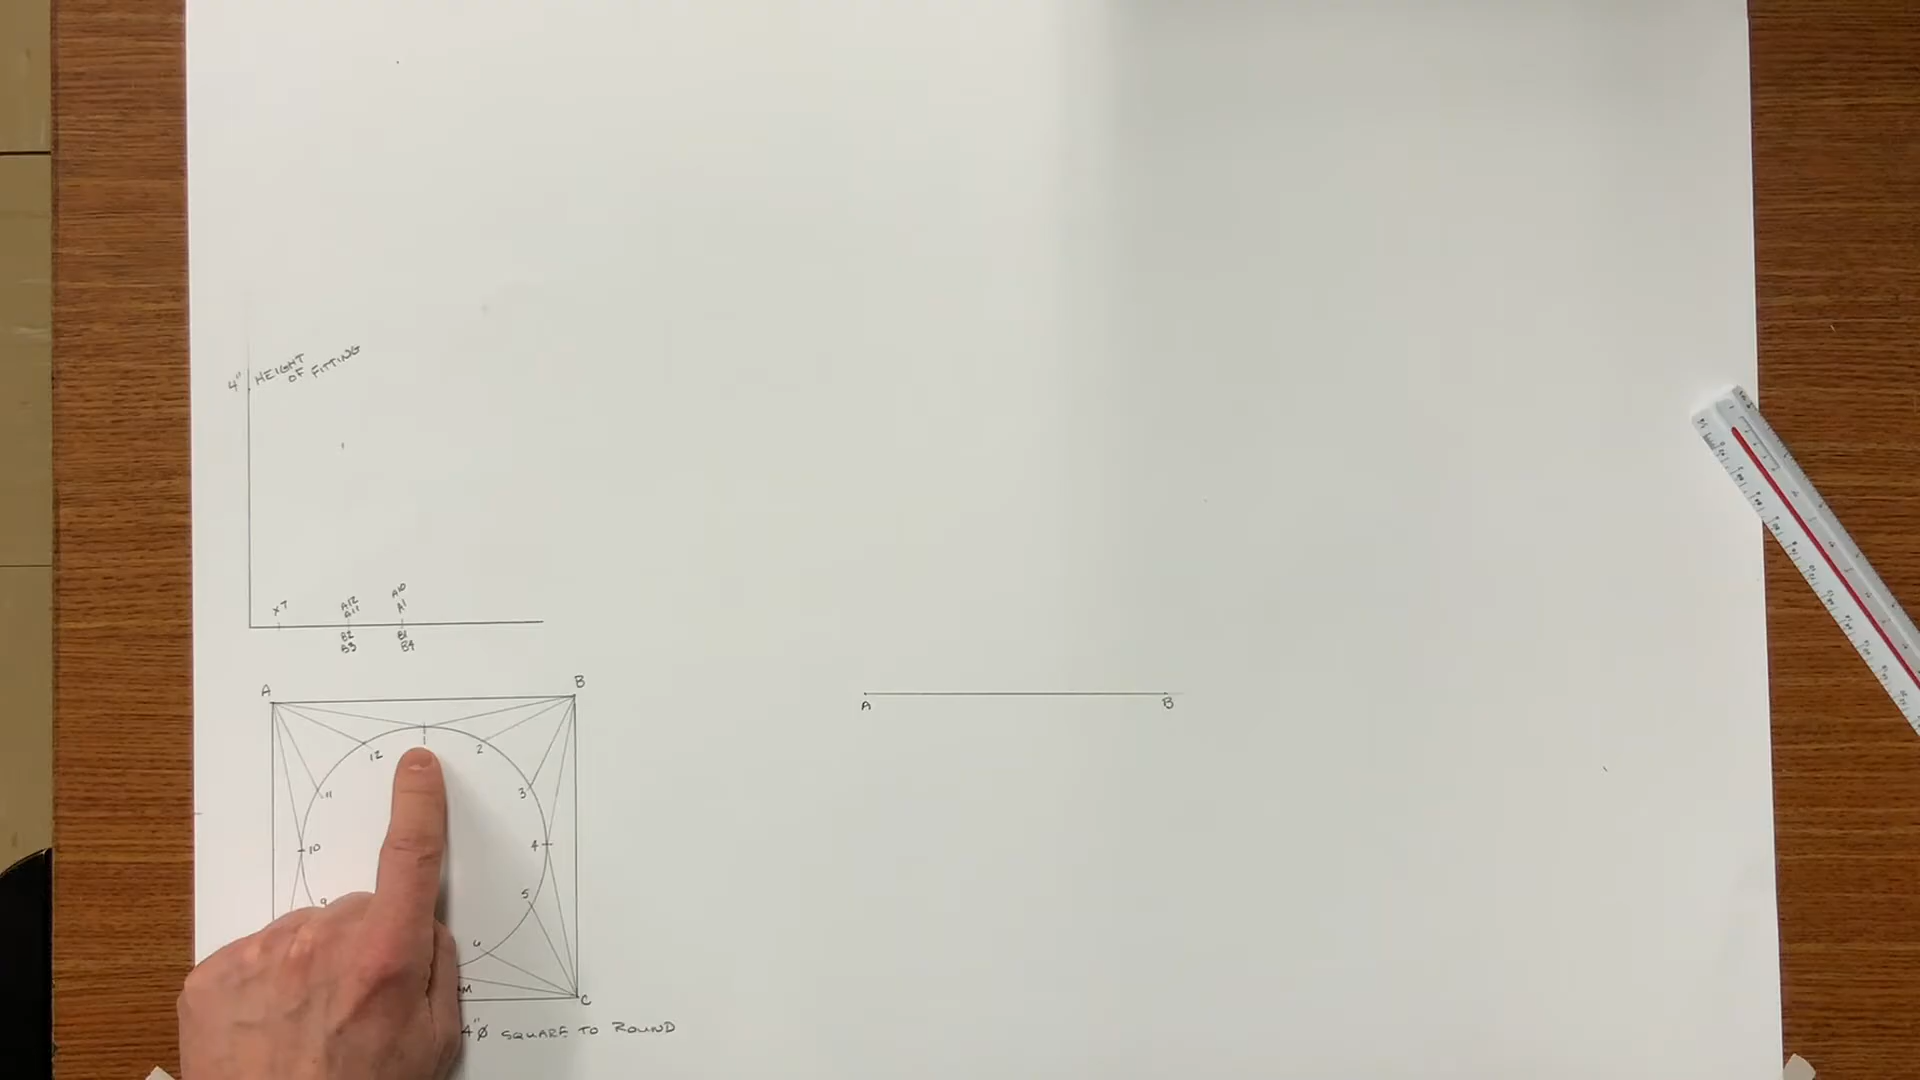 4" HEIGHT
OF FITTING
A10
A12
A11
A1
X7
B2
B3
B1
B4
A
B
12
1
2
11
3
10
4
9
5
6
M
C
4"Ø SQUARE TO ROUND
A
B